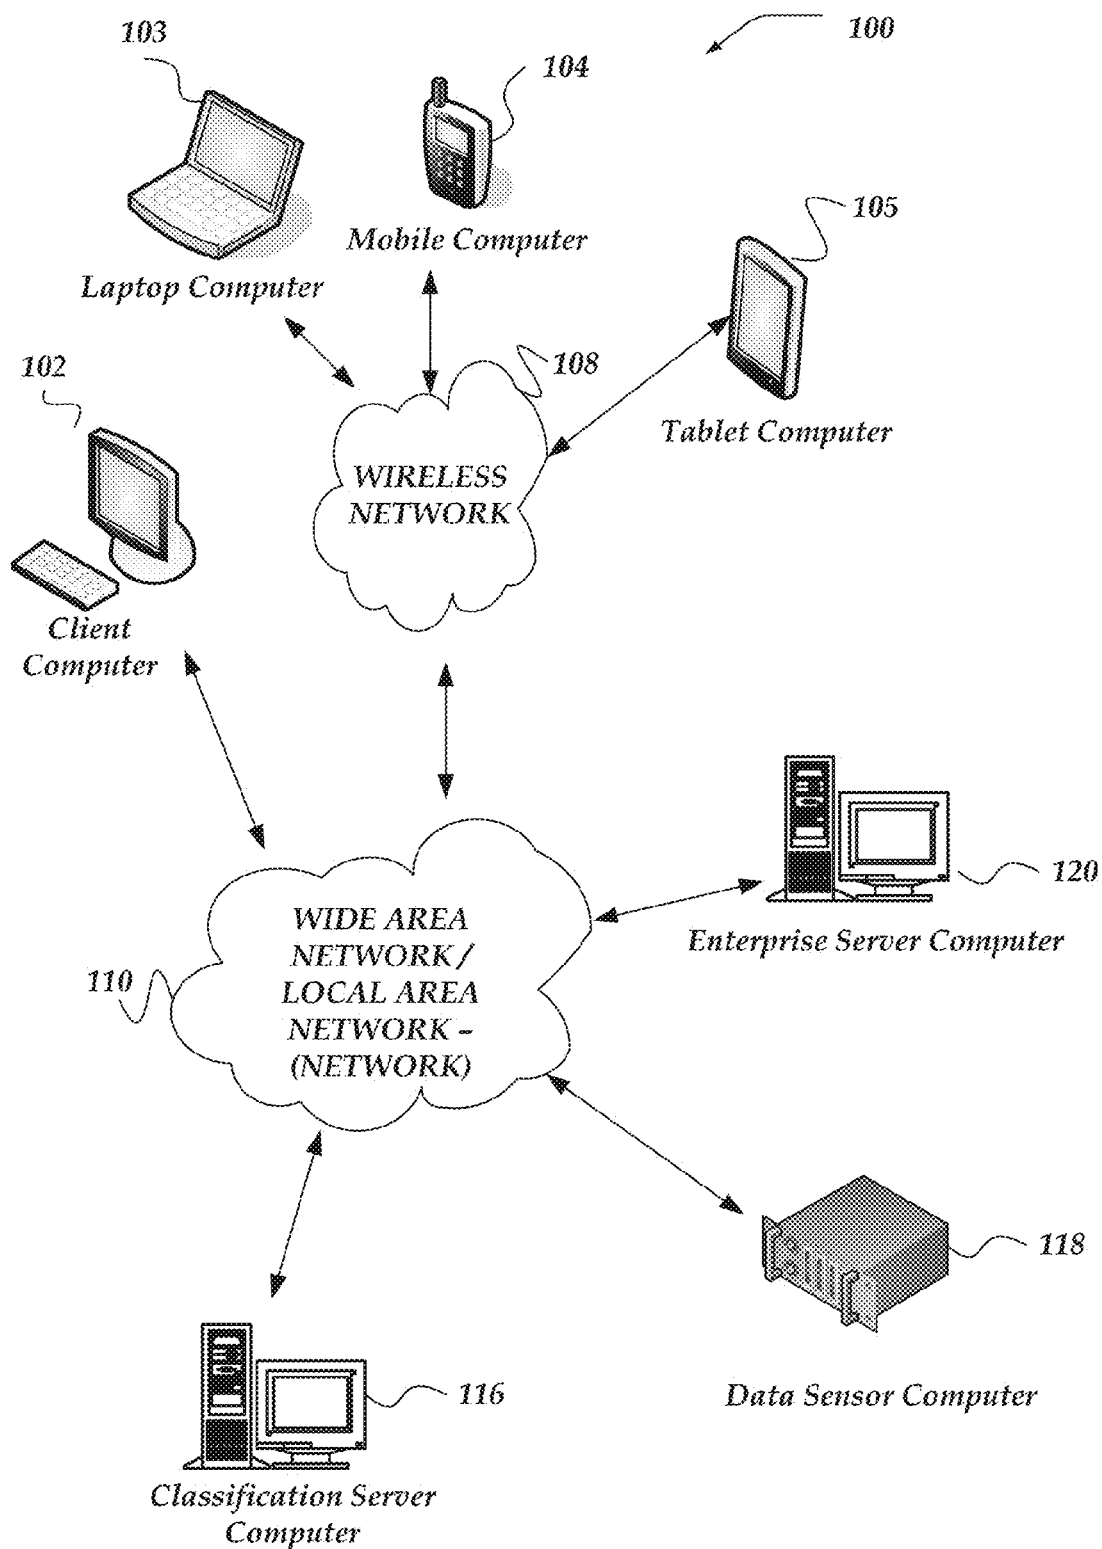 100
103
104
Mobile Computer
105
Laptop Computer
108
102
Tablet Computer
WIRELESS
NETWORK
Client
Computer
120
Enterprise Server Computer
WIDE AREA
NETWORK /
LOCAL AREA
NETWORK –
(NETWORK)
110
118
Data Sensor Computer
116
Classification Server
Computer